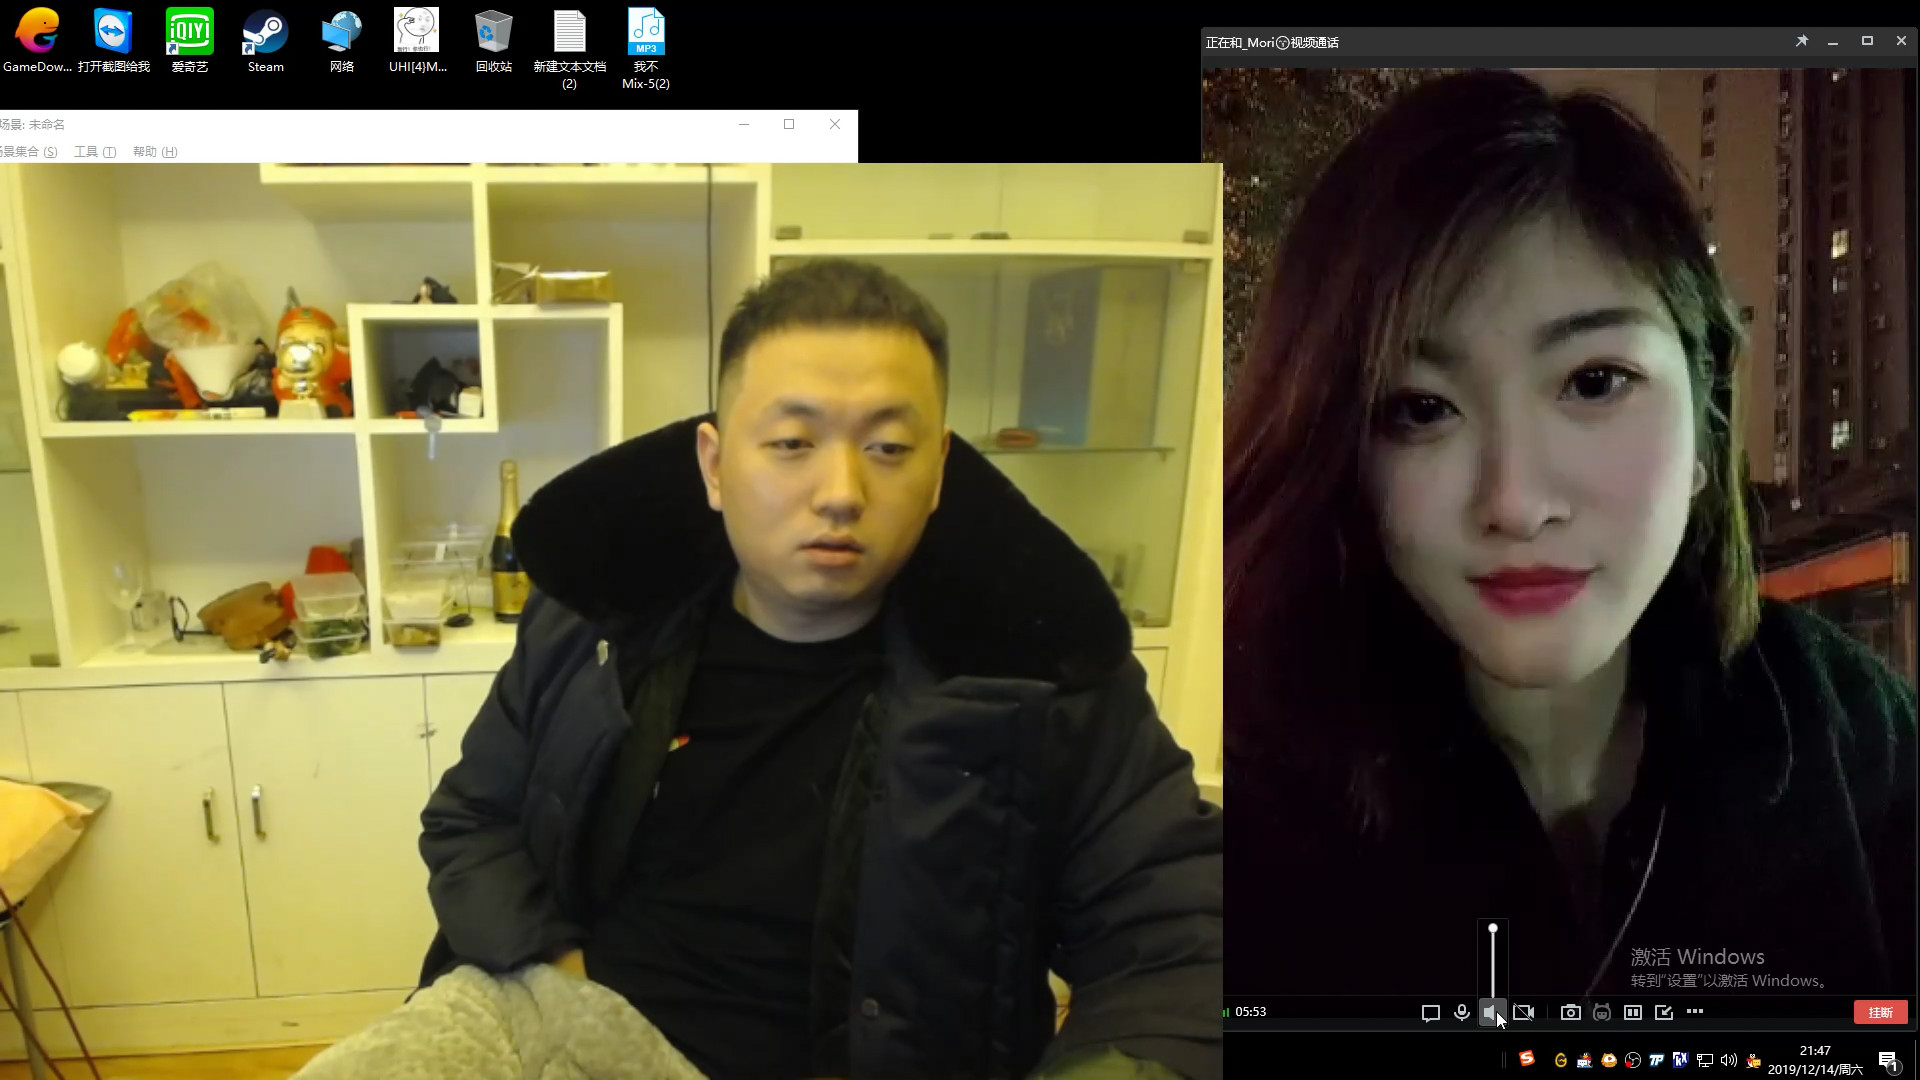 GameDow...
打开截图给我
iQIYI
爱奇艺
Steam
网络
UHI[4]M...
回收站
新建文本文档
(2)
MP3
我不
Mix-5(2)
正在和_Mori㉨视频通话
场景: 未命名
场景集合 (S)
工具 (T)
帮助 (H)
激活 Windows
转到“设置”以激活 Windows。
05:53
挂断
21:47
2019/12/14/周六
1